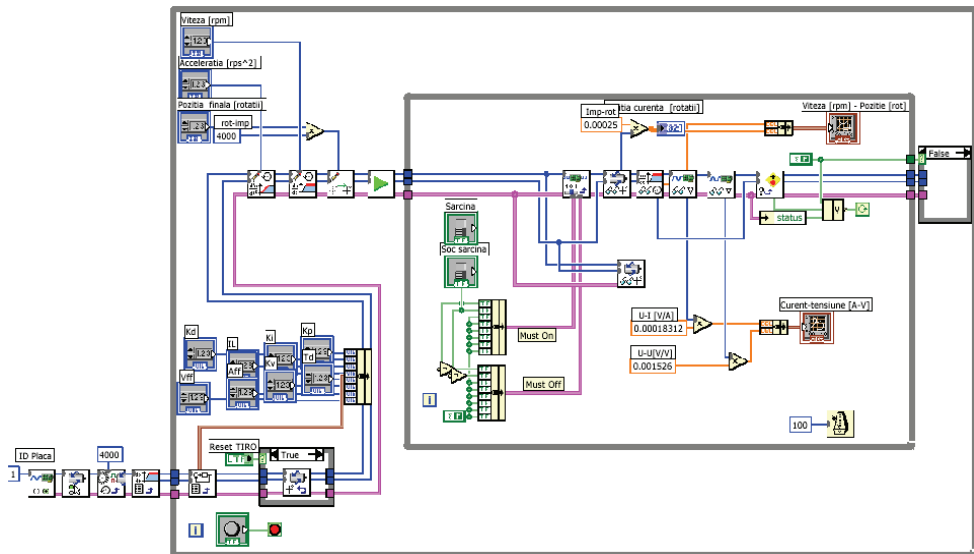 Viteza [rpm]
Acceleratia [rps^2]
Pozitia finala [rotatii]
rot-imp
4000
Imp-rot
0.00025
tia curenta [rotatii]
Viteza [rpm] - Pozitie [rot]
False
Sarcina
Soc sarcina
status
U-I [V/A]
0.00018312
Curent-tensiune [A-V]
U-U[V/V]
0.001526
Must On
Must Off
Kd
IL
Ki
Kp
Vff
Aff
Kv
Td
i
100
ID Placa
4000
Reset TIRO
True
1
i